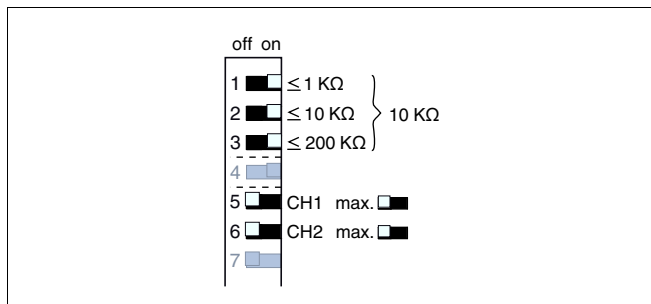 off on
1 ≤ 1 KΩ
2 ≤ 10 KΩ 10 KΩ
3 ≤ 200 KΩ
4
5 CH1 max.
6 CH2 max.
7